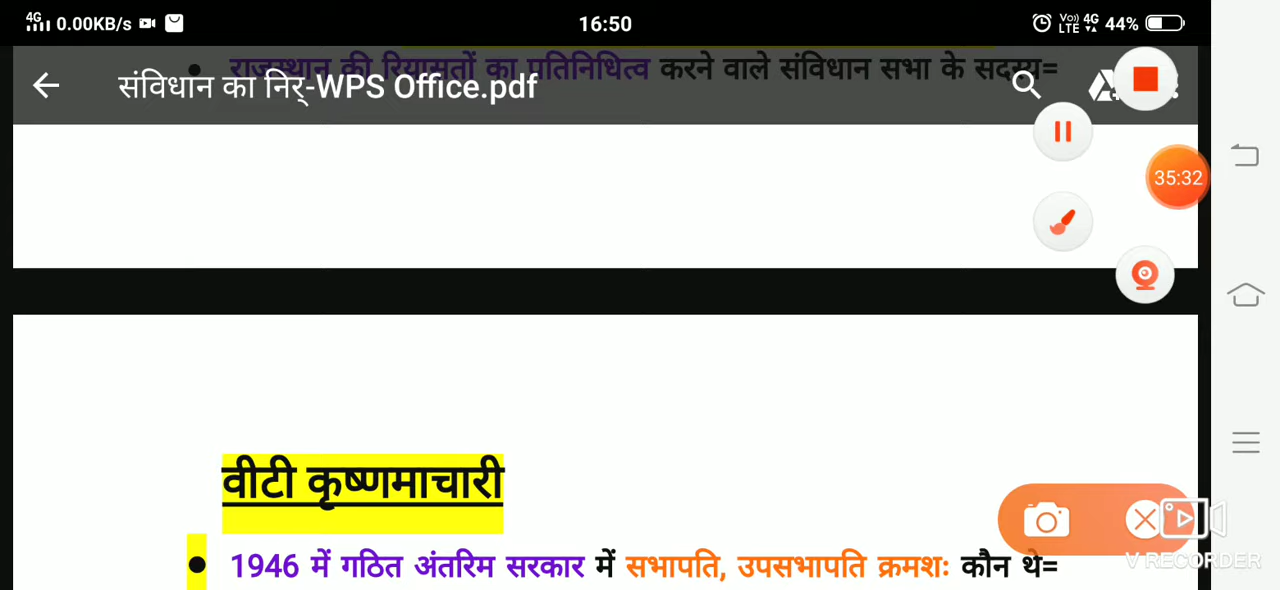 4G 0.00KB/s 16:50 Vo)) LTE 4G 44%
राजस्थान की रियासतों का प्रतिनिधित्व करने वाले संविधान सभा के सदस्य=
संविधान का निर्-WPS Office.pdf
35:32
वीटी कृष्णमाचारी
1946 में गठित अंतरिम सरकार में सभापति, उपसभापति क्रमशः कौन थे=
V RECORDER